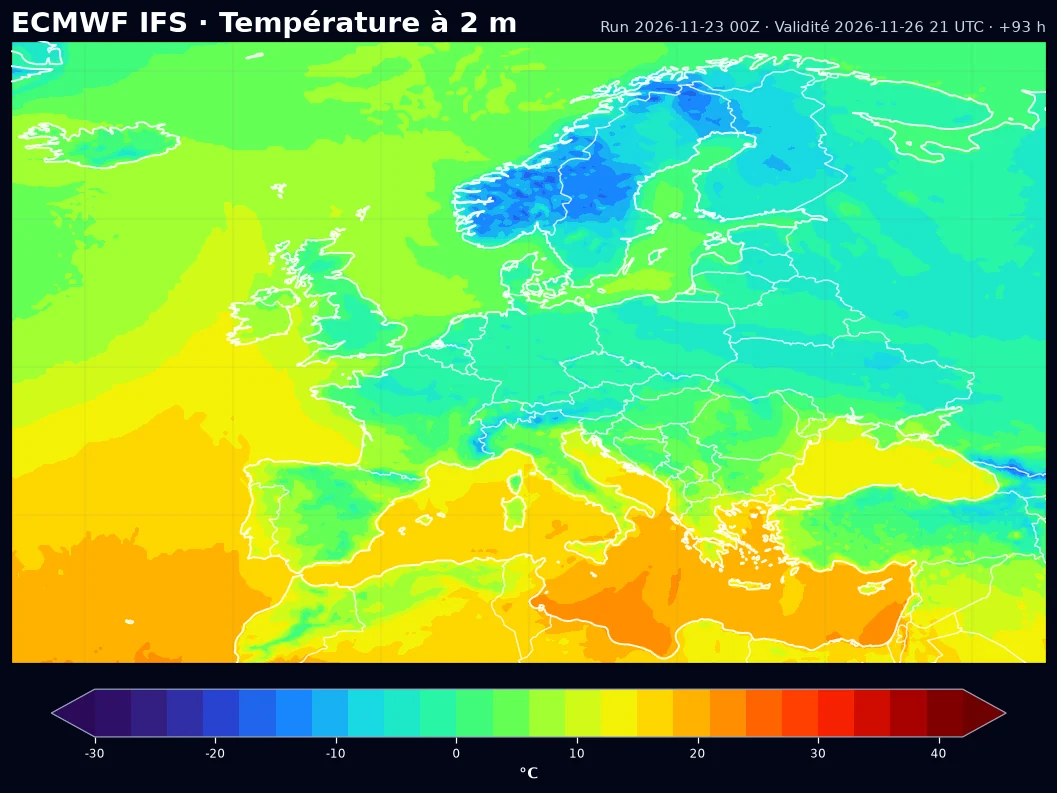 ECMWF IFS · Température à 2 m
Run 2026-11-23 00Z · Validité 2026-11-26 21 UTC · +93 h
-30 -20 -10 0 10 20 30 40
°C